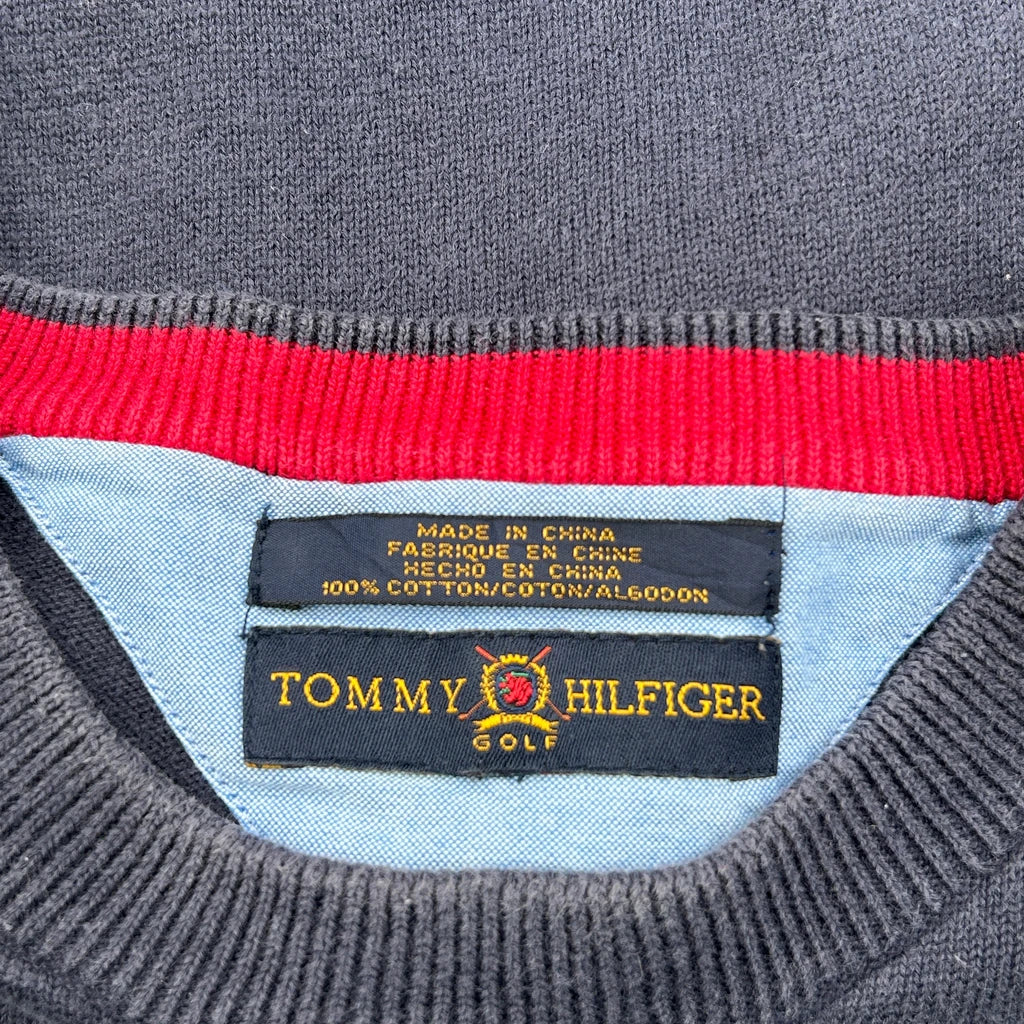 MADE IN CHINA
FABRIQUE EN CHINE
HECHO EN CHINA
100% COTTON/COTON/ALGODON
TOMMY HILFIGER
GOLF